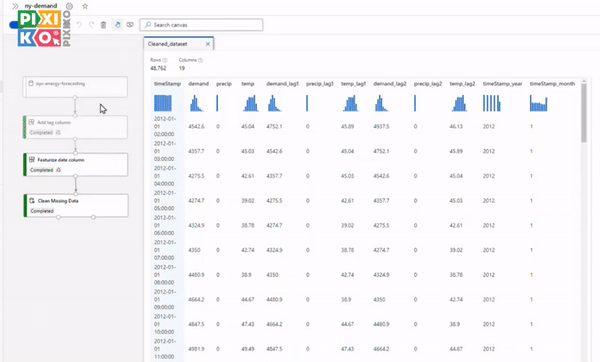 ny-demand
Search canvas
PIXIKO
PIXIKO
nyc energy forecasting
Add lag column
Completed
Featurize date column
Completed
Clean Missing Data
Completed
Cleaned_dataset
Rows Columns
48,762 19
timeStamp demand precip temp demand_lag1 precip_lag1 temp_lag1 demand_lag2 precip_lag2 temp_lag2 timeStamp_year timeStamp_month
2012-01-01 02:00:00 4542.6 0 45.04 4752.1 0 45.89 4937.5 0 46.13 2012 1
2012-01-01 03:00:00 4357.7 0 45.03 4542.6 0 45.04 4752.1 0 45.89 2012 1
2012-01-01 04:00:00 4275.5 0 42.61 4357.7 0 45.03 4542.6 0 45.04 2012 1
2012-01-01 05:00:00 4274.7 0 39.02 4275.5 0 42.61 4357.7 0 45.03 2012 1
2012-01-01 06:00:00 4324.9 0 38.78 4274.7 0 39.02 4275.5 0 42.61 2012 1
2012-01-01 07:00:00 4350 0 42.74 4324.9 0 38.78 4274.7 0 39.02 2012 1
2012-01-01 08:00:00 4480.9 0 38.9 4350 0 42.74 4324.9 0 38.78 2012 1
2012-01-01 09:00:00 4664.2 0 44.67 4480.9 0 38.9 4350 0 42.74 2012 1
2012-01-01 10:00:00 4847.5 0 47.43 4664.2 0 44.67 4480.9 0 38.9 2012 1
2012-01-01 11:00:00 4981.9 0 49.49 4847.5 0 47.43 4664.2 0 44.67 2012 1